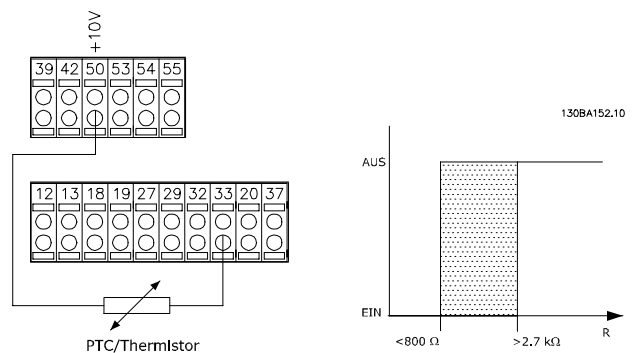 +10V
39 42 50 53 54 55
12 13 18 19 27 29 32 33 20 37
PTC/Thermistor
130BA152.10
AUS
EIN
<800 Ω >2.7 kΩ
R